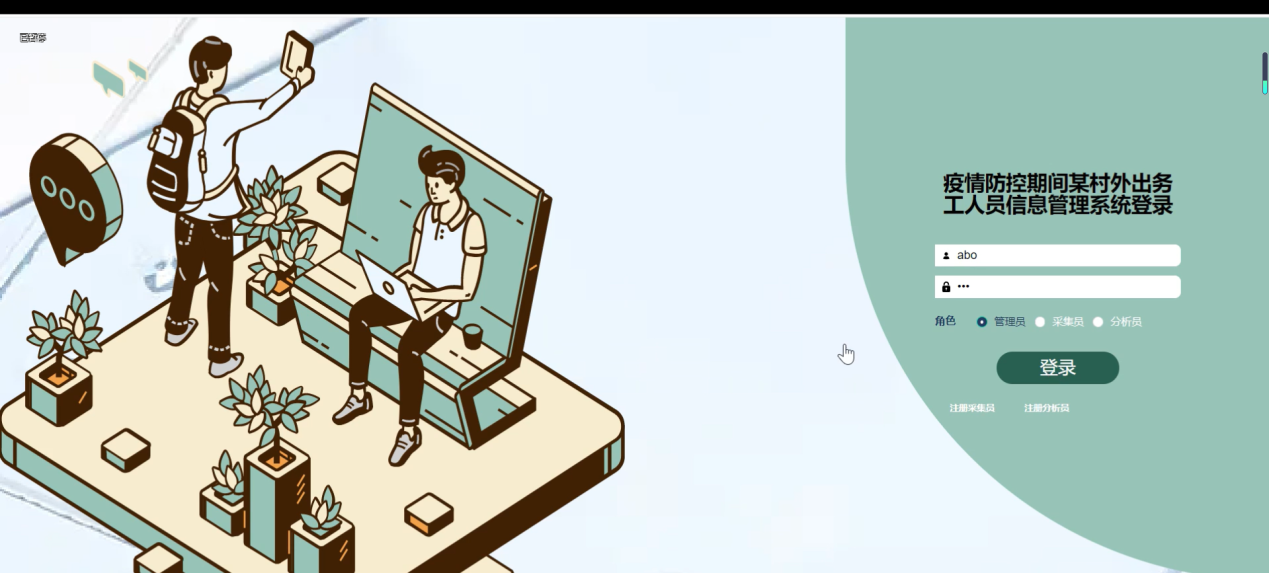 疫情防控期间某村外出务
工人员信息管理系统登录
abo
•••
角色 管理员 采集员 分析员
登录
注册采集员 注册分析员